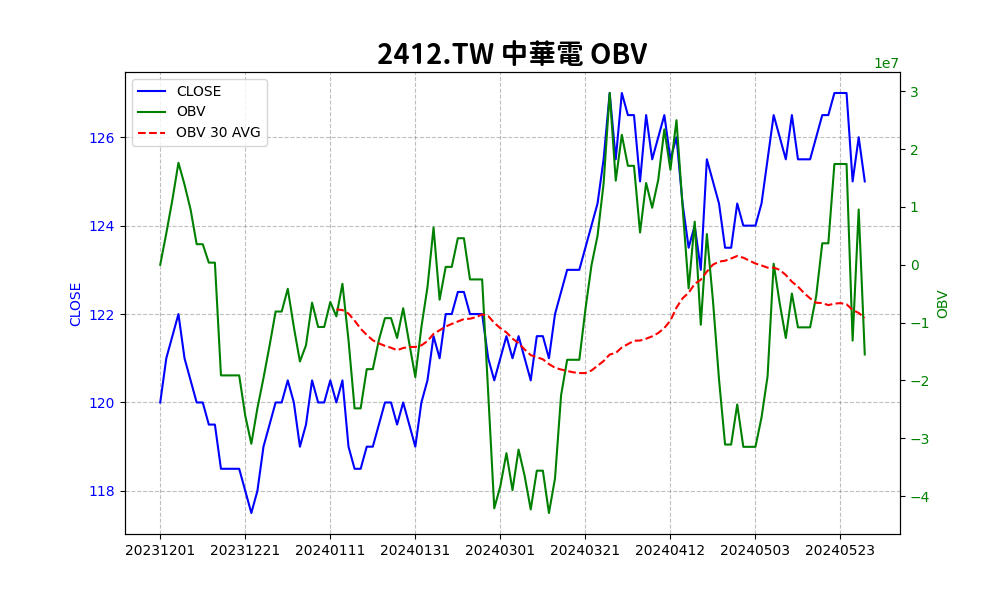 2412.TW 中華電 OBV
1e7
CLOSE
OBV
OBV 30 AVG
126
124
122
120
118
CLOSE
3
2
1
0
−1
−2
−3
−4
OBV
20231201 20231221 20240111 20240131 20240301 20240321 20240412 20240503 20240523